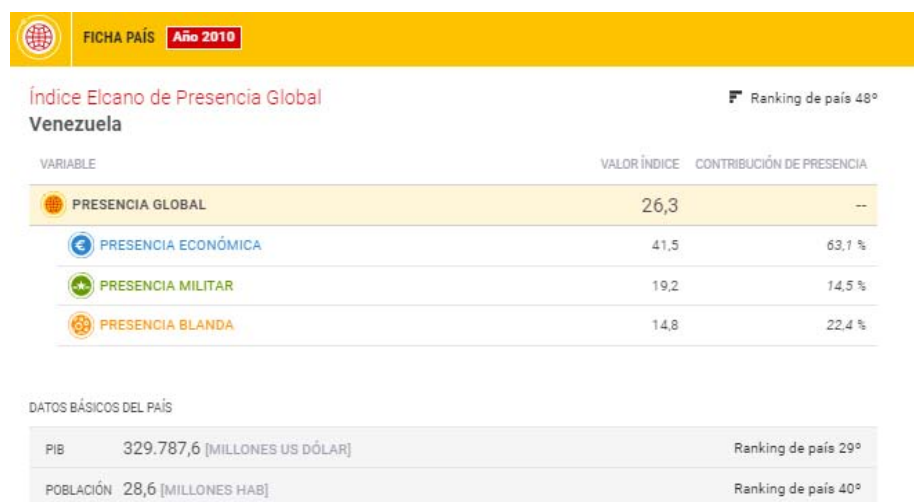 FICHA PAÍS Año 2010
Índice Elcano de Presencia Global
Ranking de país 48º
Venezuela
VARIABLE VALOR ÍNDICE CONTRIBUCIÓN DE PRESENCIA
PRESENCIA GLOBAL 26,3 --
PRESENCIA ECONÓMICA 41,5 63,1 %
PRESENCIA MILITAR 19,2 14,5 %
PRESENCIA BLANDA 14,8 22,4 %
DATOS BÁSICOS DEL PAÍS
PIB 329.787,6 [MILLONES US DÓLAR] Ranking de país 29º
POBLACIÓN 28,6 [MILLONES HAB] Ranking de país 40º